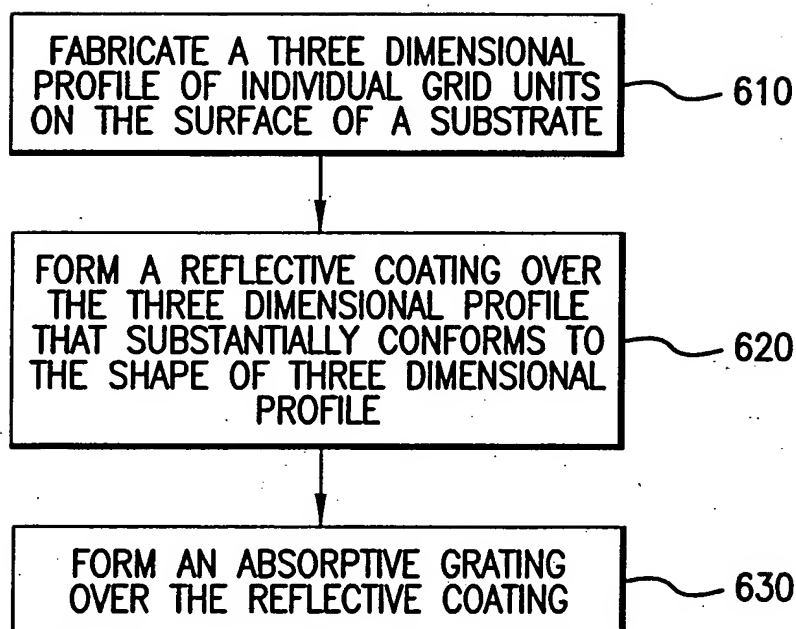 FABRICATE A THREE DIMENSIONAL
PROFILE OF INDIVIDUAL GRID UNITS
ON THE SURFACE OF A SUBSTRATE
610
FORM A REFLECTIVE COATING OVER
THE THREE DIMENSIONAL PROFILE
THAT SUBSTANTIALLY CONFORMS TO
THE SHAPE OF THREE DIMENSIONAL
PROFILE
620
FORM AN ABSORPTIVE GRATING
OVER THE REFLECTIVE COATING
630